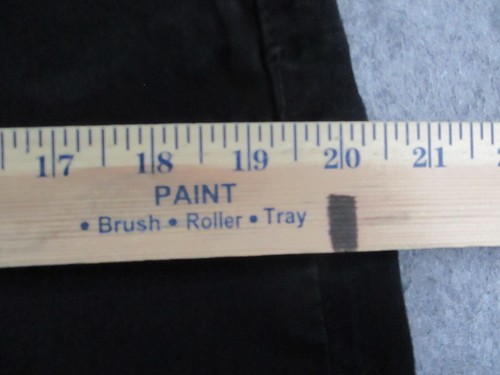 17 18 19 20 21
PAINT
• Brush • Roller • Tray